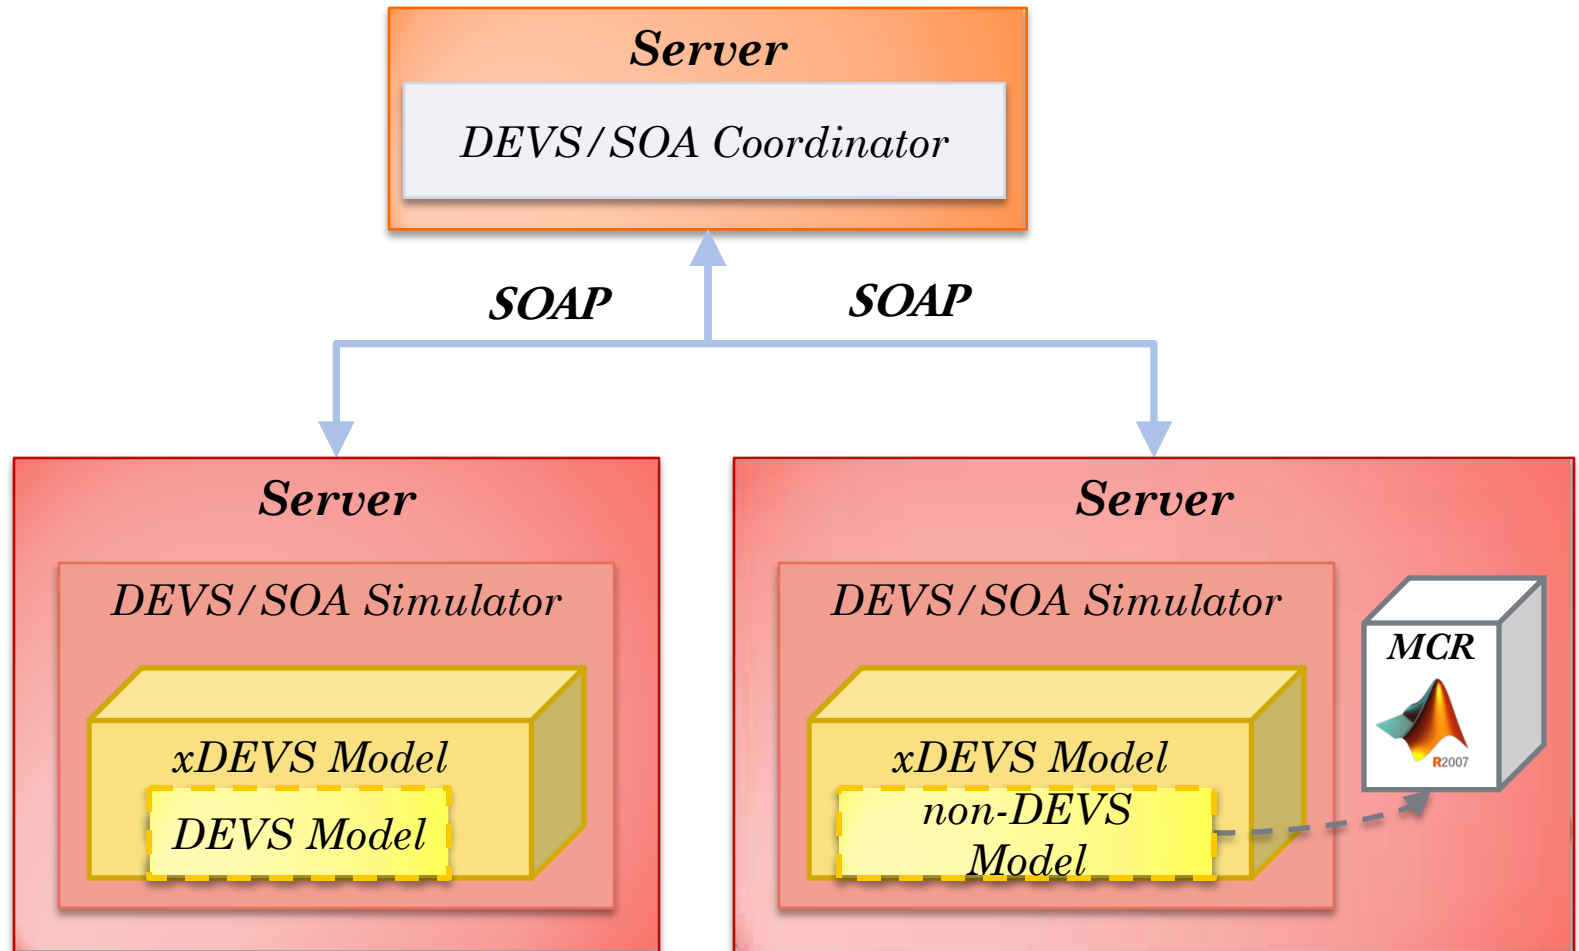 Server
DEVS/SOA Coordinator
SOAP
SOAP
Server
DEVS/SOA Simulator
xDEVS Model
DEVS Model
Server
DEVS/SOA Simulator
xDEVS Model
non-DEVS
Model
MCR
R2007